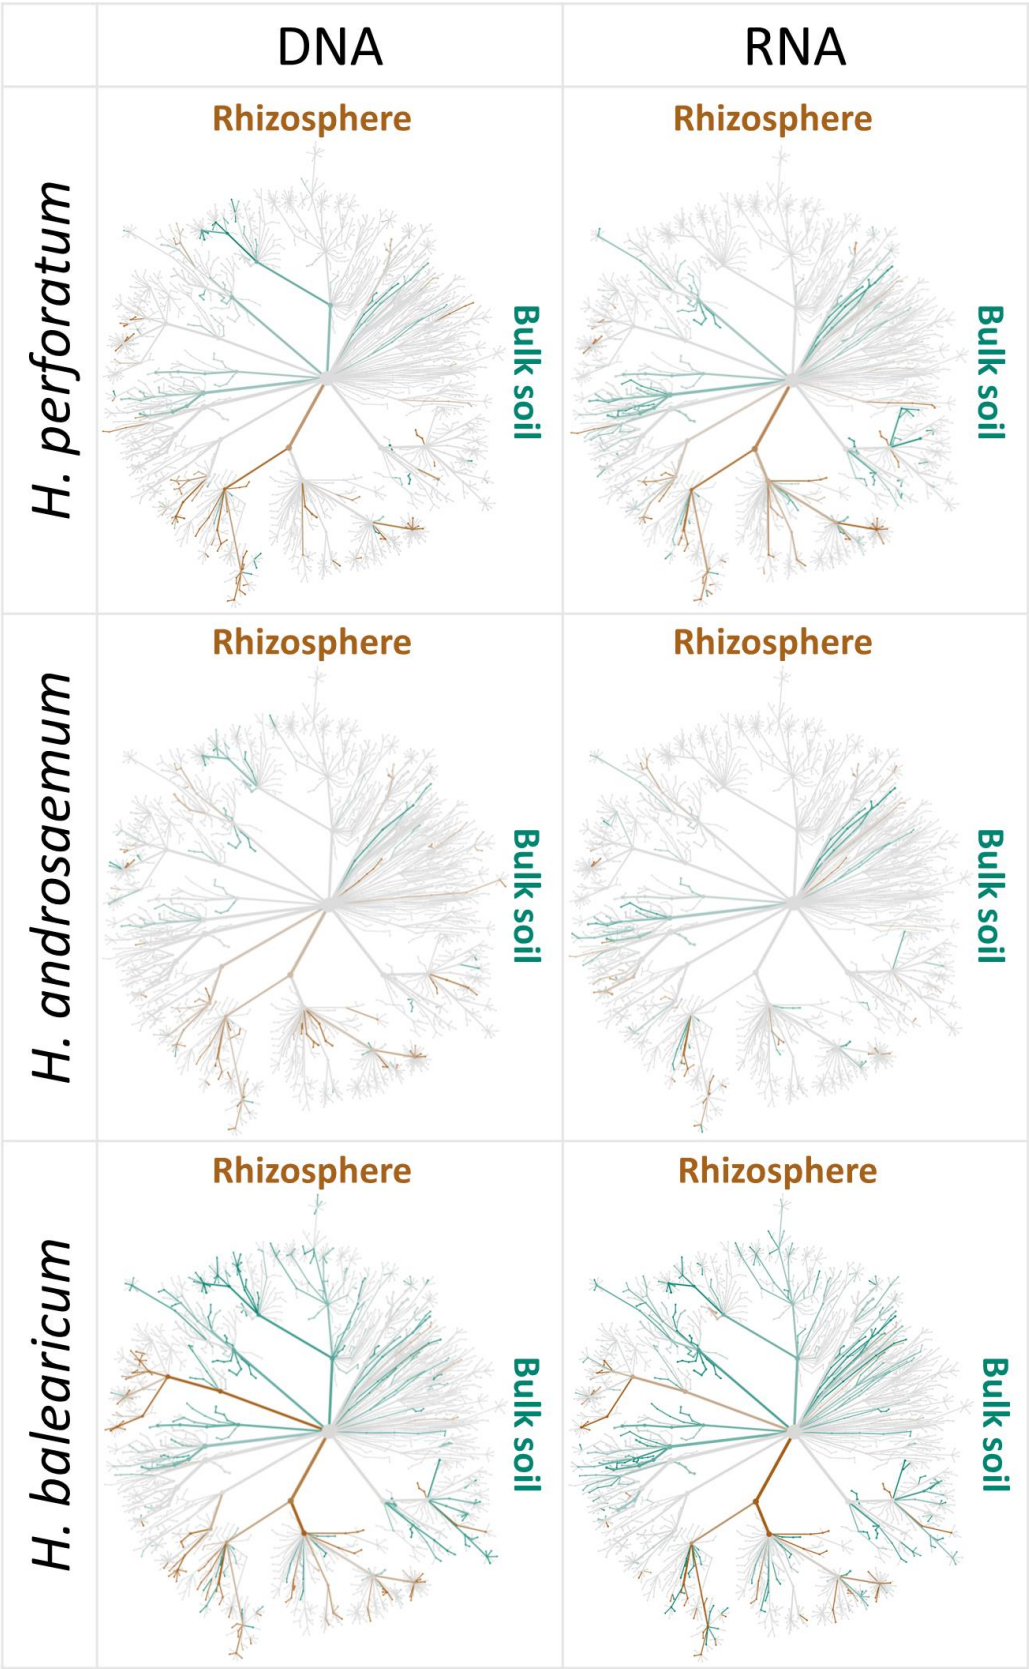 DNA
RNA
H. perforatum
Rhizosphere
Bulk soil
Rhizosphere
Bulk soil
H. androsaemum
Rhizosphere
Bulk soil
Rhizosphere
Bulk soil
H. balearicum
Rhizosphere
Bulk soil
Rhizosphere
Bulk soil